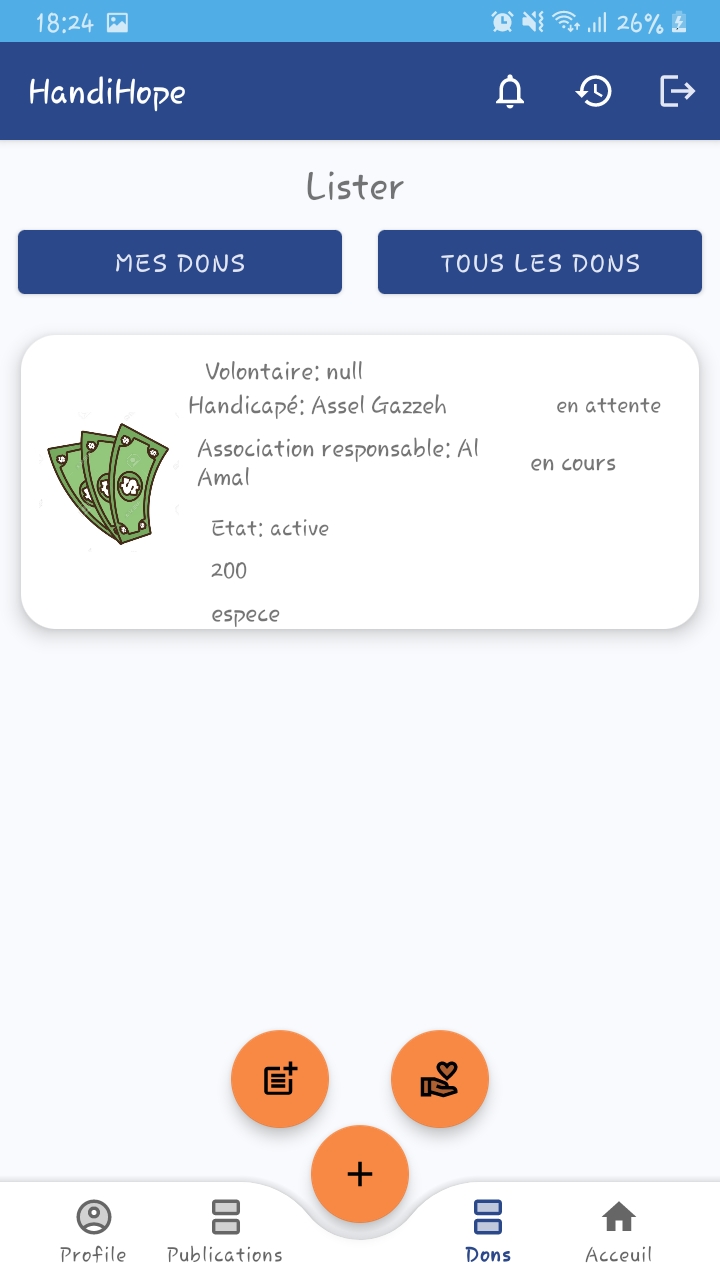 18:24 26%
HandiHope
Lister
MES DONS TOUS LES DONS
Volontaire: null
Handicapé: Assel Gazzeh en attente
Association responsable: Al
Amal
en cours
Etat: active
200
espece
Profile Publications Dons Acceuil